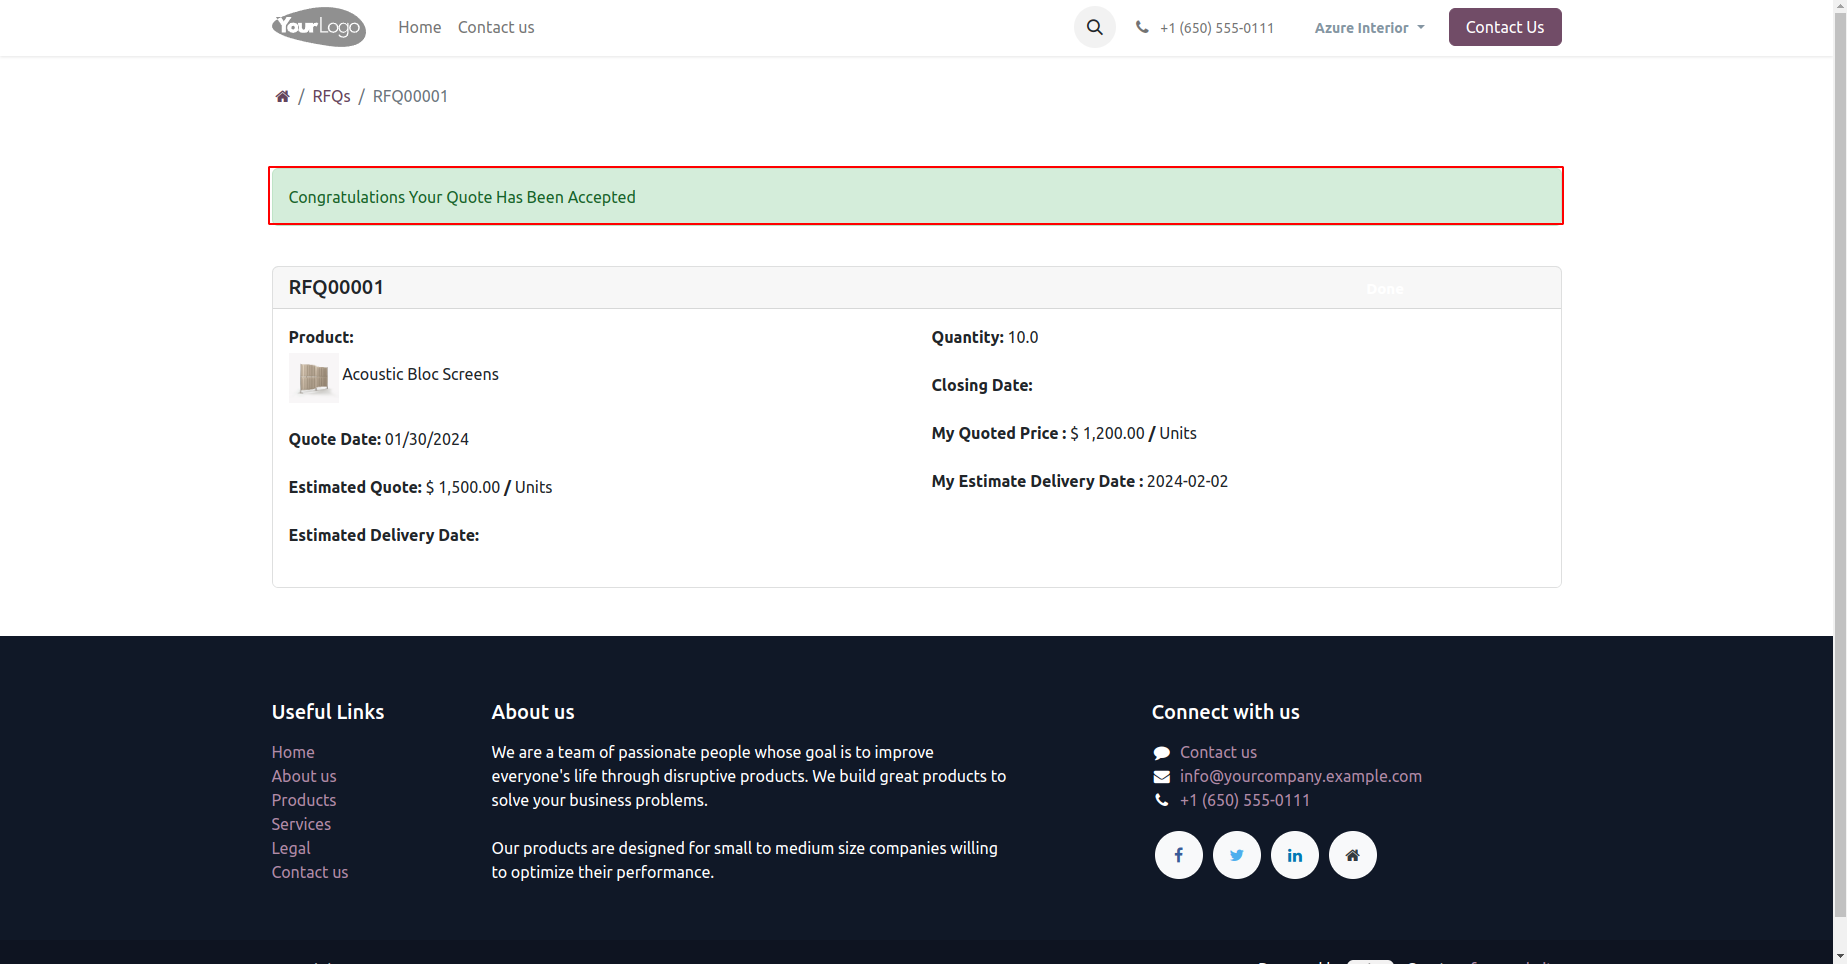 YourLogo
Home
Contact us
+1 (650) 555-0111
Azure Interior
Contact Us
/ RFQs / RFQ00001
Congratulations Your Quote Has Been Accepted
RFQ00001
Done
Product:
Acoustic Bloc Screens
Quote Date: 01/30/2024
Estimated Quote: $ 1,500.00 / Units
Estimated Delivery Date:
Quantity: 10.0
Closing Date:
My Quoted Price : $ 1,200.00 / Units
My Estimate Delivery Date : 2024-02-02
Useful Links
Home
About us
Products
Services
Legal
Contact us
About us
We are a team of passionate people whose goal is to improve
everyone's life through disruptive products. We build great products to
solve your business problems.
Our products are designed for small to medium size companies willing
to optimize their performance.
Connect with us
Contact us
info@yourcompany.example.com
+1 (650) 555-0111